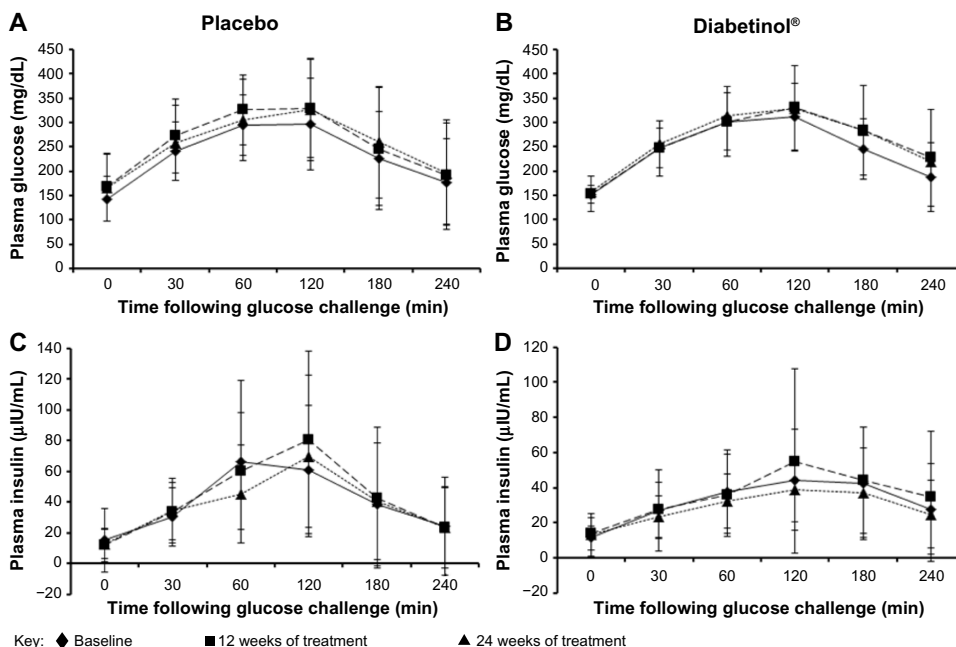 A
Placebo
Plasma glucose (mg/dL)
450
400
350
300
250
200
150
100
50
0
0 30 60 120 180 240
Time following glucose challenge (min)
B
Diabetinol®
Plasma glucose (mg/dL)
450
400
350
300
250
200
150
100
50
0
0 30 60 120 180 240
Time following glucose challenge (min)
C
Plasma insulin (µIU/mL)
140
120
100
80
60
40
20
0
−20
0 30 60 120 180 240
Time following glucose challenge (min)
D
Plasma insulin (µIU/mL)
120
100
80
60
40
20
0
−20
0 30 60 120 180 240
Time following glucose challenge (min)
Key: Baseline 12 weeks of treatment 24 weeks of treatment